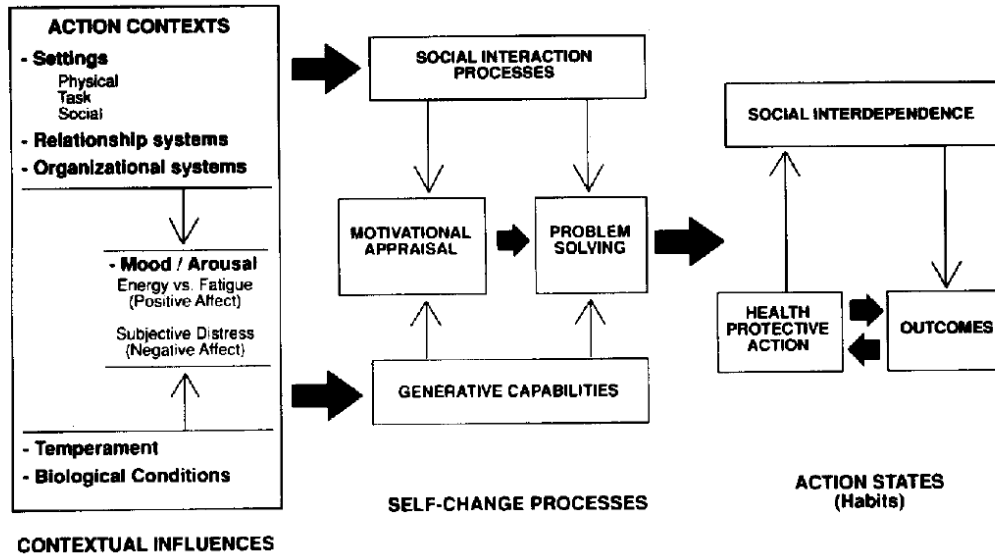 ACTION CONTEXTS
- Settings
Physical
Task
Social
- Relationship systems
- Organizational systems
- Mood / Arousal
Energy vs. Fatigue
(Positive Affect)
Subjective Distress
(Negative Affect)
- Temperament
- Biological Conditions
CONTEXTUAL INFLUENCES
SOCIAL INTERACTION
PROCESSES
MOTIVATIONAL
APPRAISAL
PROBLEM
SOLVING
GENERATIVE CAPABILITIES
SELF-CHANGE PROCESSES
SOCIAL INTERDEPENDENCE
HEALTH
PROTECTIVE
ACTION
OUTCOMES
ACTION STATES
(Habits)